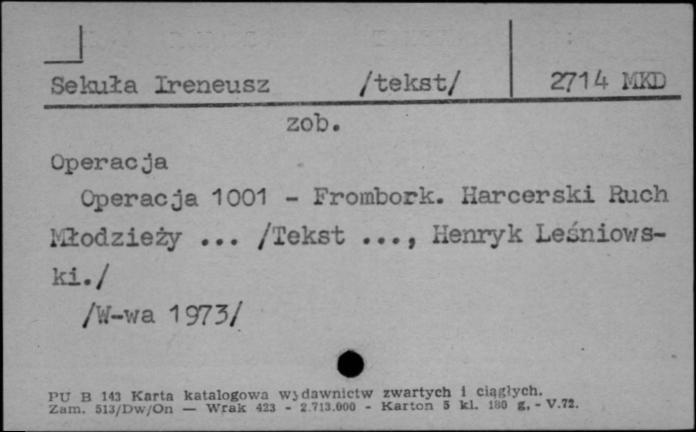 Sekuła Ireneusz /tekst/ 2714 MKD
zob.
Operacja
Operacja 1001 - Frombork. Harcerski Ruch
Młodzieży ... /Tekst ..., Henryk Leśniows-
ki./
/W-wa 1973/
PU B 143 Karta katalogowa wydawnictw zwartych i ciągłych.
Zam. 513/Dw/On — Wrak 423 - 2.713.000 - Karton 5 kl. 180 g, - V.72.